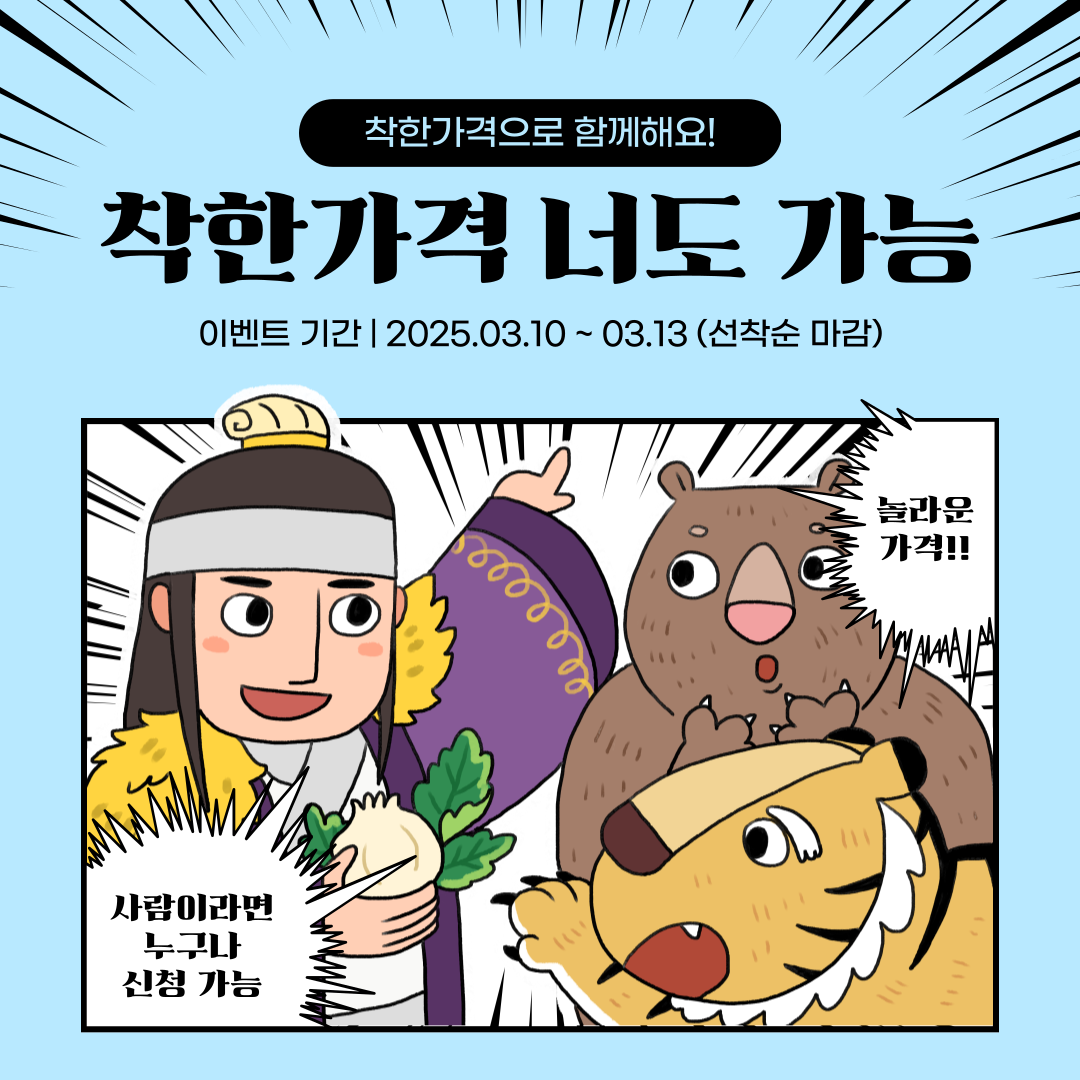 착한가격으로 함께해요!
착한가격 너도 가능
이벤트 기간 | 2025.03.10 ~ 03.13 (선착순 마감)
놀라운
가격!!
사람이라면
누구나
신청 가능